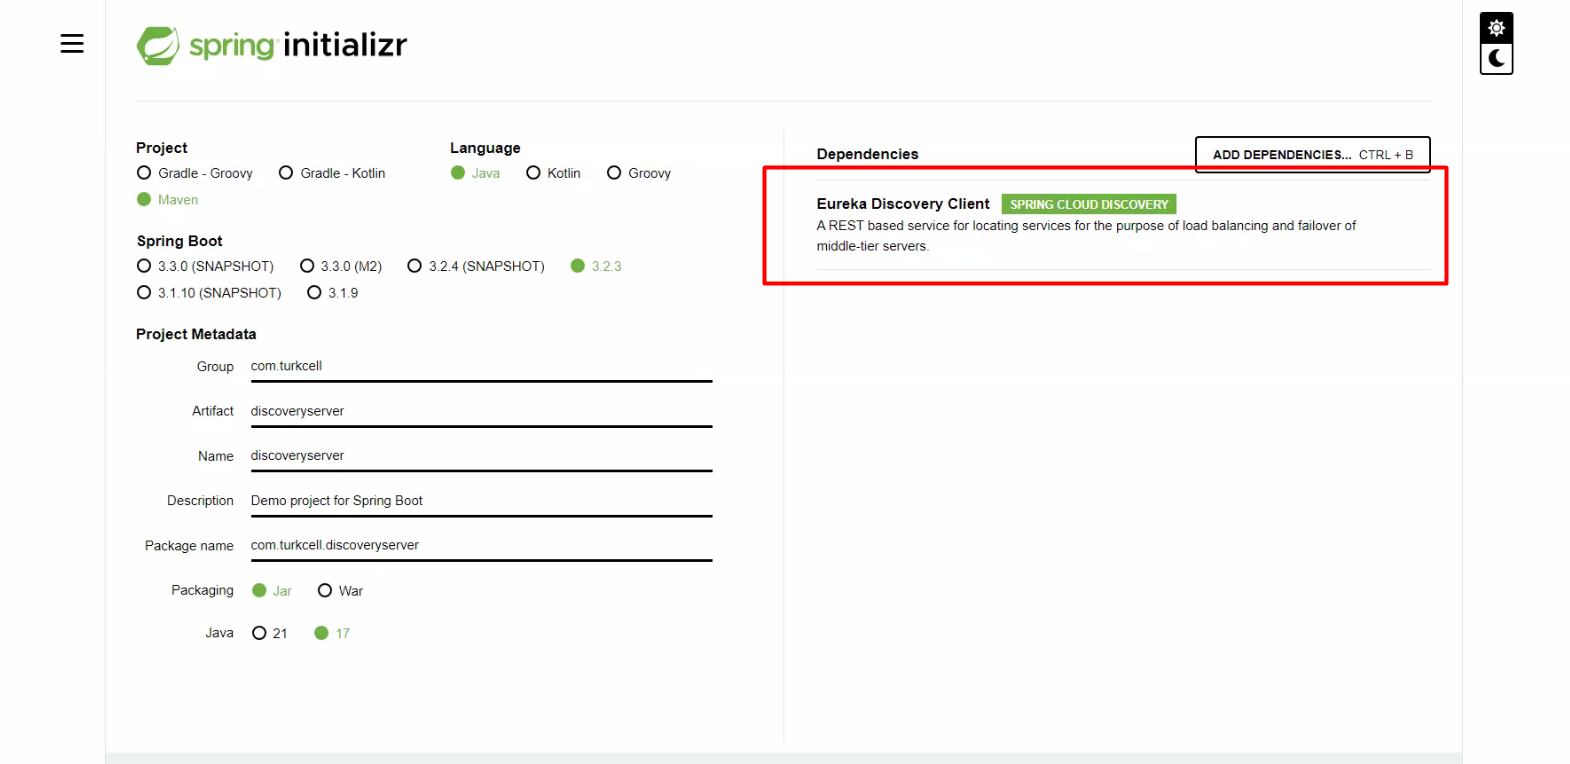 spring initializr
Project
Gradle - Groovy Gradle - Kotlin
Maven
Language
Java Kotlin Groovy
Spring Boot
3.3.0 (SNAPSHOT) 3.3.0 (M2) 3.2.4 (SNAPSHOT) 3.2.3
3.1.10 (SNAPSHOT) 3.1.9
Project Metadata
Group com.turkcell
Artifact discoveryserver
Name discoveryserver
Description Demo project for Spring Boot
Package name com.turkcell.discoveryserver
Packaging Jar War
Java 21 17
Dependencies
ADD DEPENDENCIES... CTRL + B
Eureka Discovery Client SPRING CLOUD DISCOVERY
A REST based service for locating services for the purpose of load balancing and failover of
middle-tier servers.